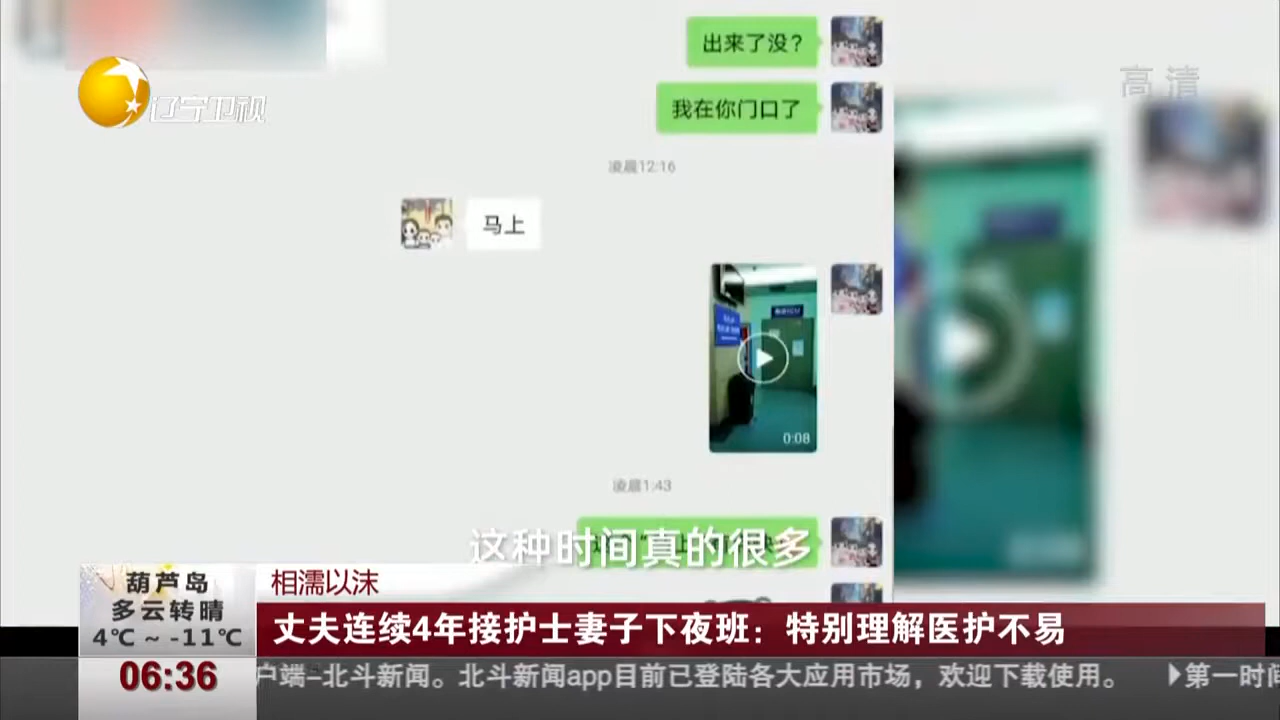 出来了没?
高清
辽宁卫视
我在你门口了
凌晨12:16
马上
0:08
凌晨1:43
这种时间真的很多
葫芦岛
多云转晴
4℃~-11℃
相濡以沫
丈夫连续4年接护士妻子下夜班：特别理解医护不易
06:36
户端-北斗新闻。北斗新闻app目前已登陆各大应用市场，欢迎下载使用。
▶第一时间